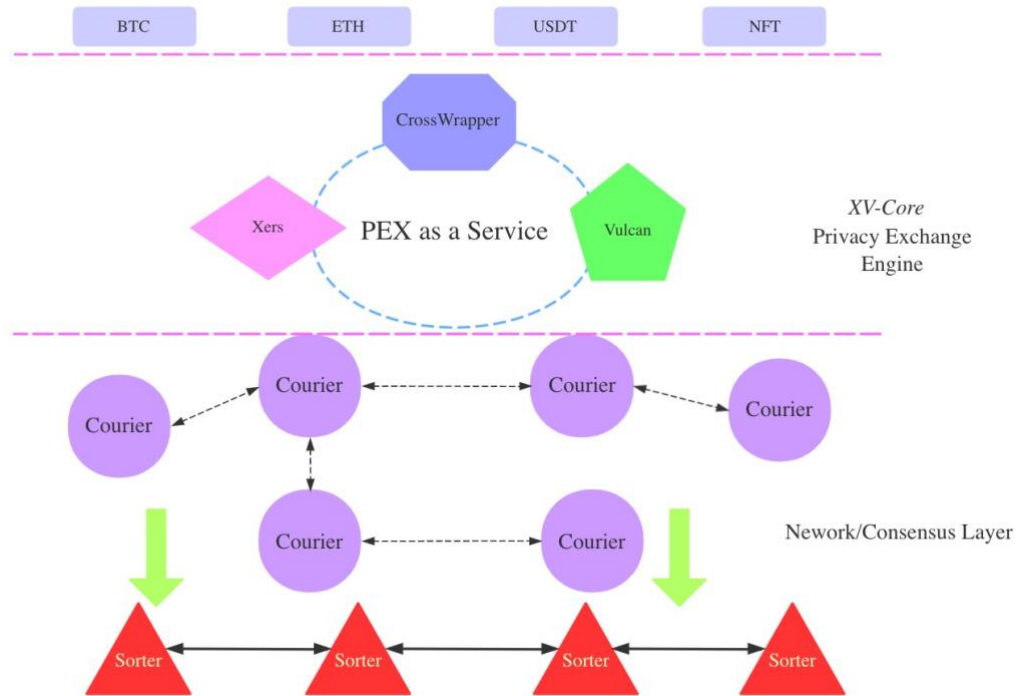 BTC
ETH
USDT
NFT
CrossWrapper
Xers
PEX as a Service
Vulcan
XV-Core
Privacy Exchange
Engine
Courier
Courier
Courier
Courier
Courier
Courier
Nework/Consensus Layer
Sorter
Sorter
Sorter
Sorter